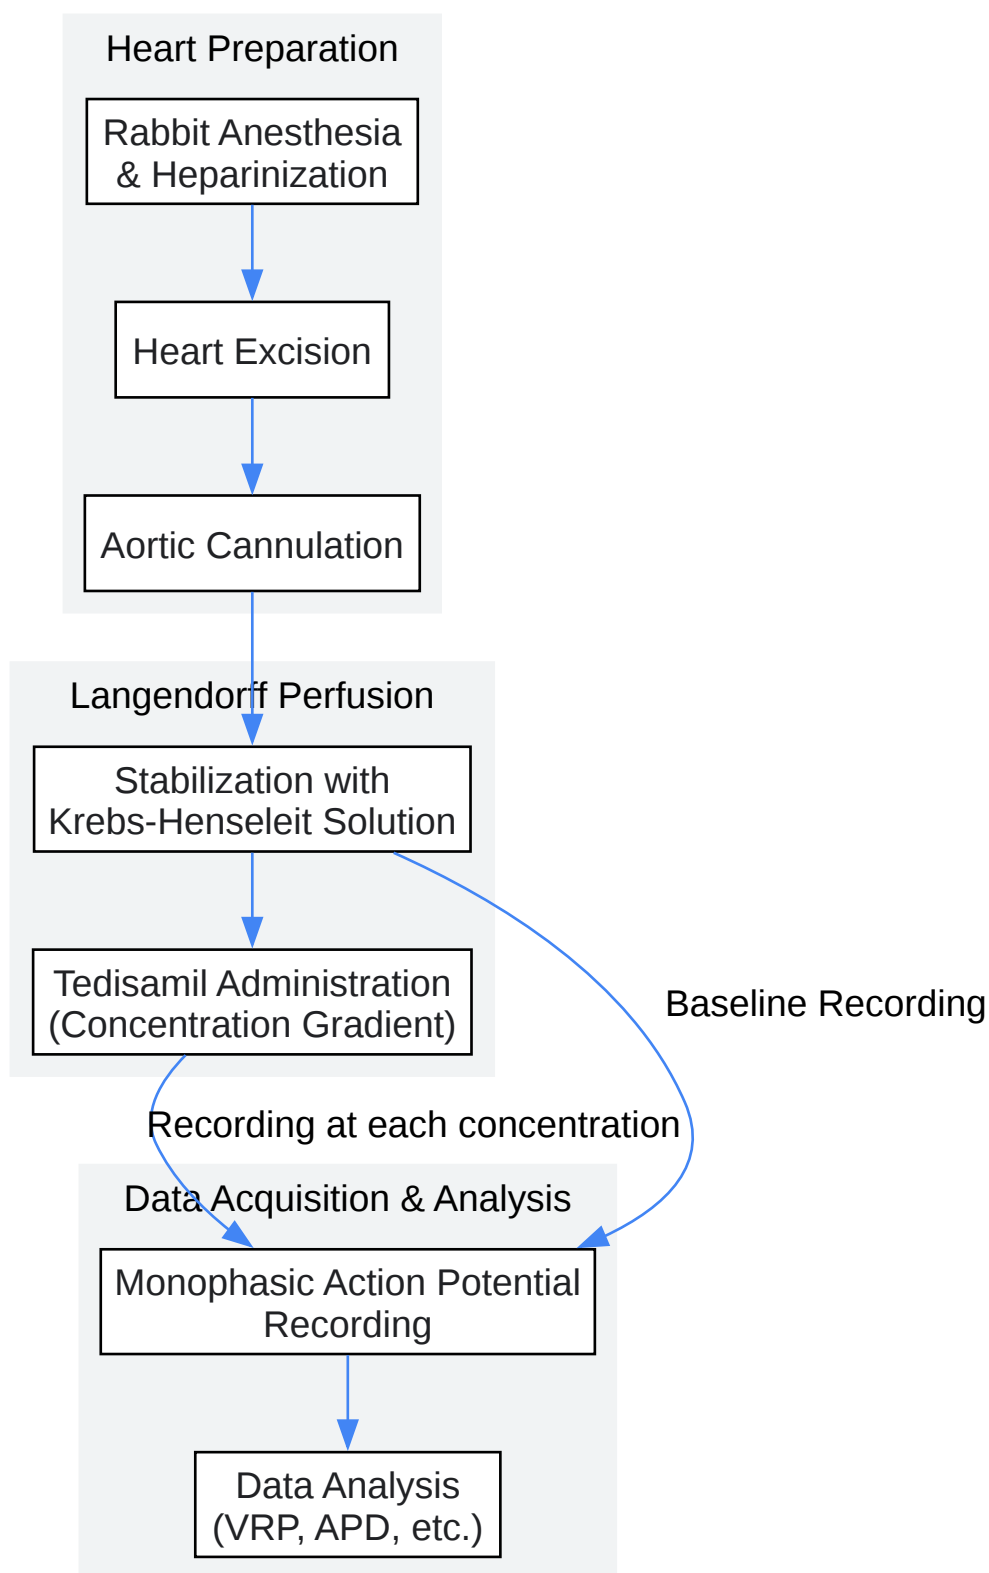 Heart Preparation
Rabbit Anesthesia
& Heparinization
Heart Excision
Aortic Cannulation
Langendorff Perfusion
Stabilization with
Krebs-Henseleit Solution
Tedisamil Administration
(Concentration Gradient)
Baseline Recording
Recording at each concentration
Data Acquisition & Analysis
Monophasic Action Potential
Recording
Data Analysis
(VRP, APD, etc.)